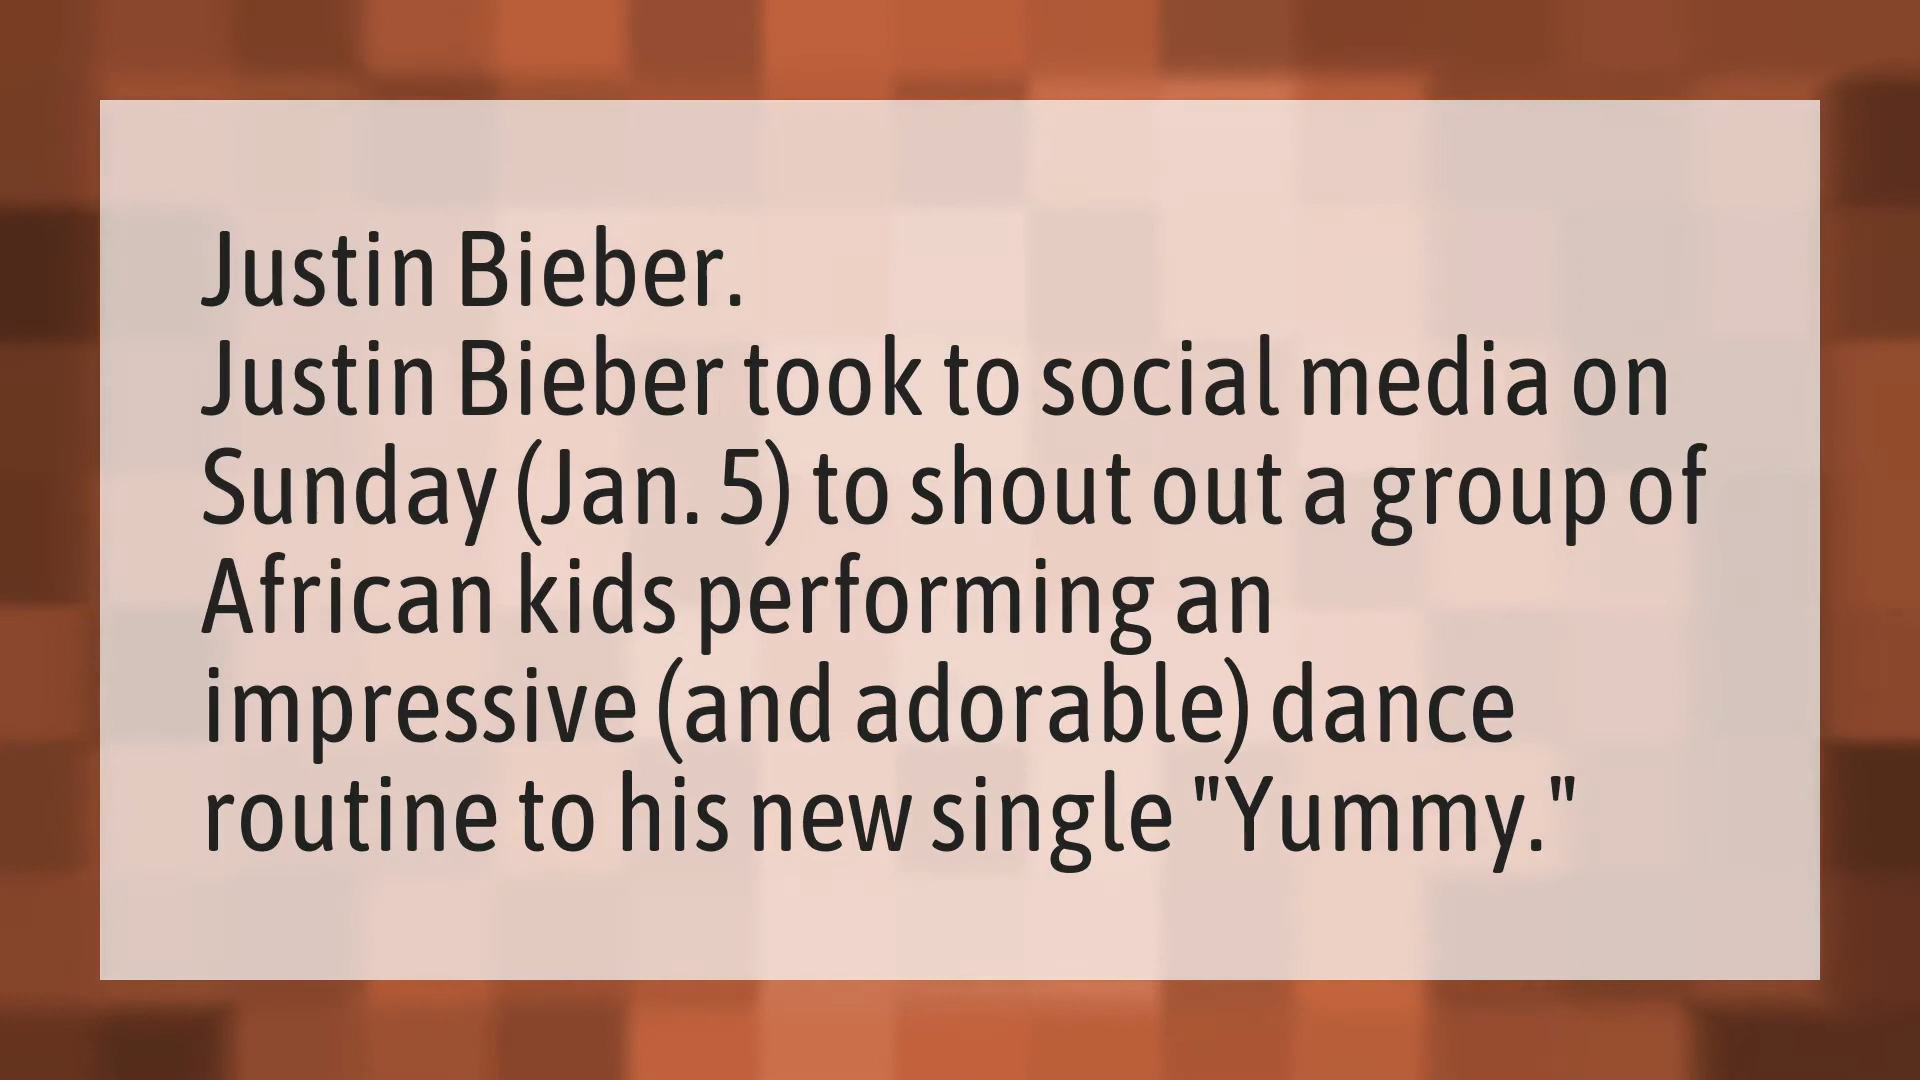 Justin Bieber.
Justin Bieber took to social media on
Sunday (Jan. 5) to shout out a group of
African kids performing an
impressive (and adorable) dance
routine to his new single "Yummy."